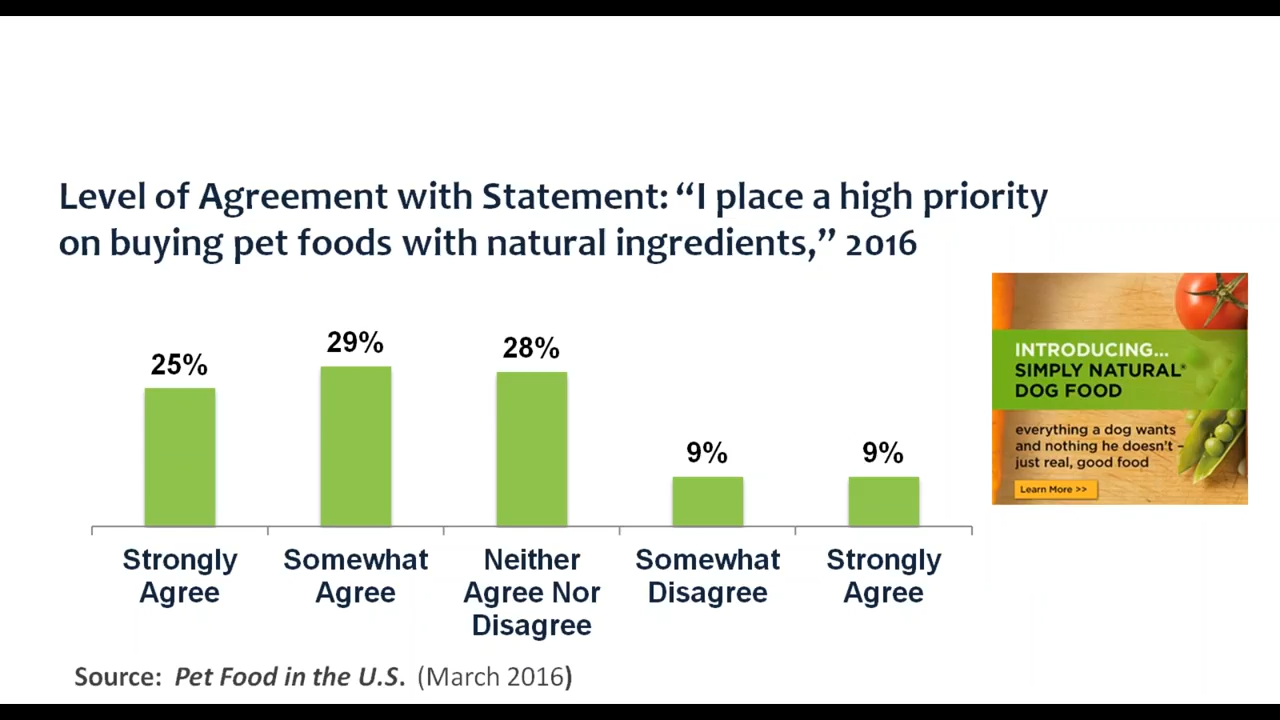 Level of Agreement with Statement: “I place a high priority
on buying pet foods with natural ingredients,” 2016
25%
29%
28%
9%
9%
Strongly
Agree
Somewhat
Agree
Neither
Agree Nor
Disagree
Somewhat
Disagree
Strongly
Agree
INTRODUCING...
SIMPLY NATURAL®
DOG FOOD
everything a dog wants
and nothing he doesn't –
just real, good food
Learn More >>
Source: Pet Food in the U.S. (March 2016)